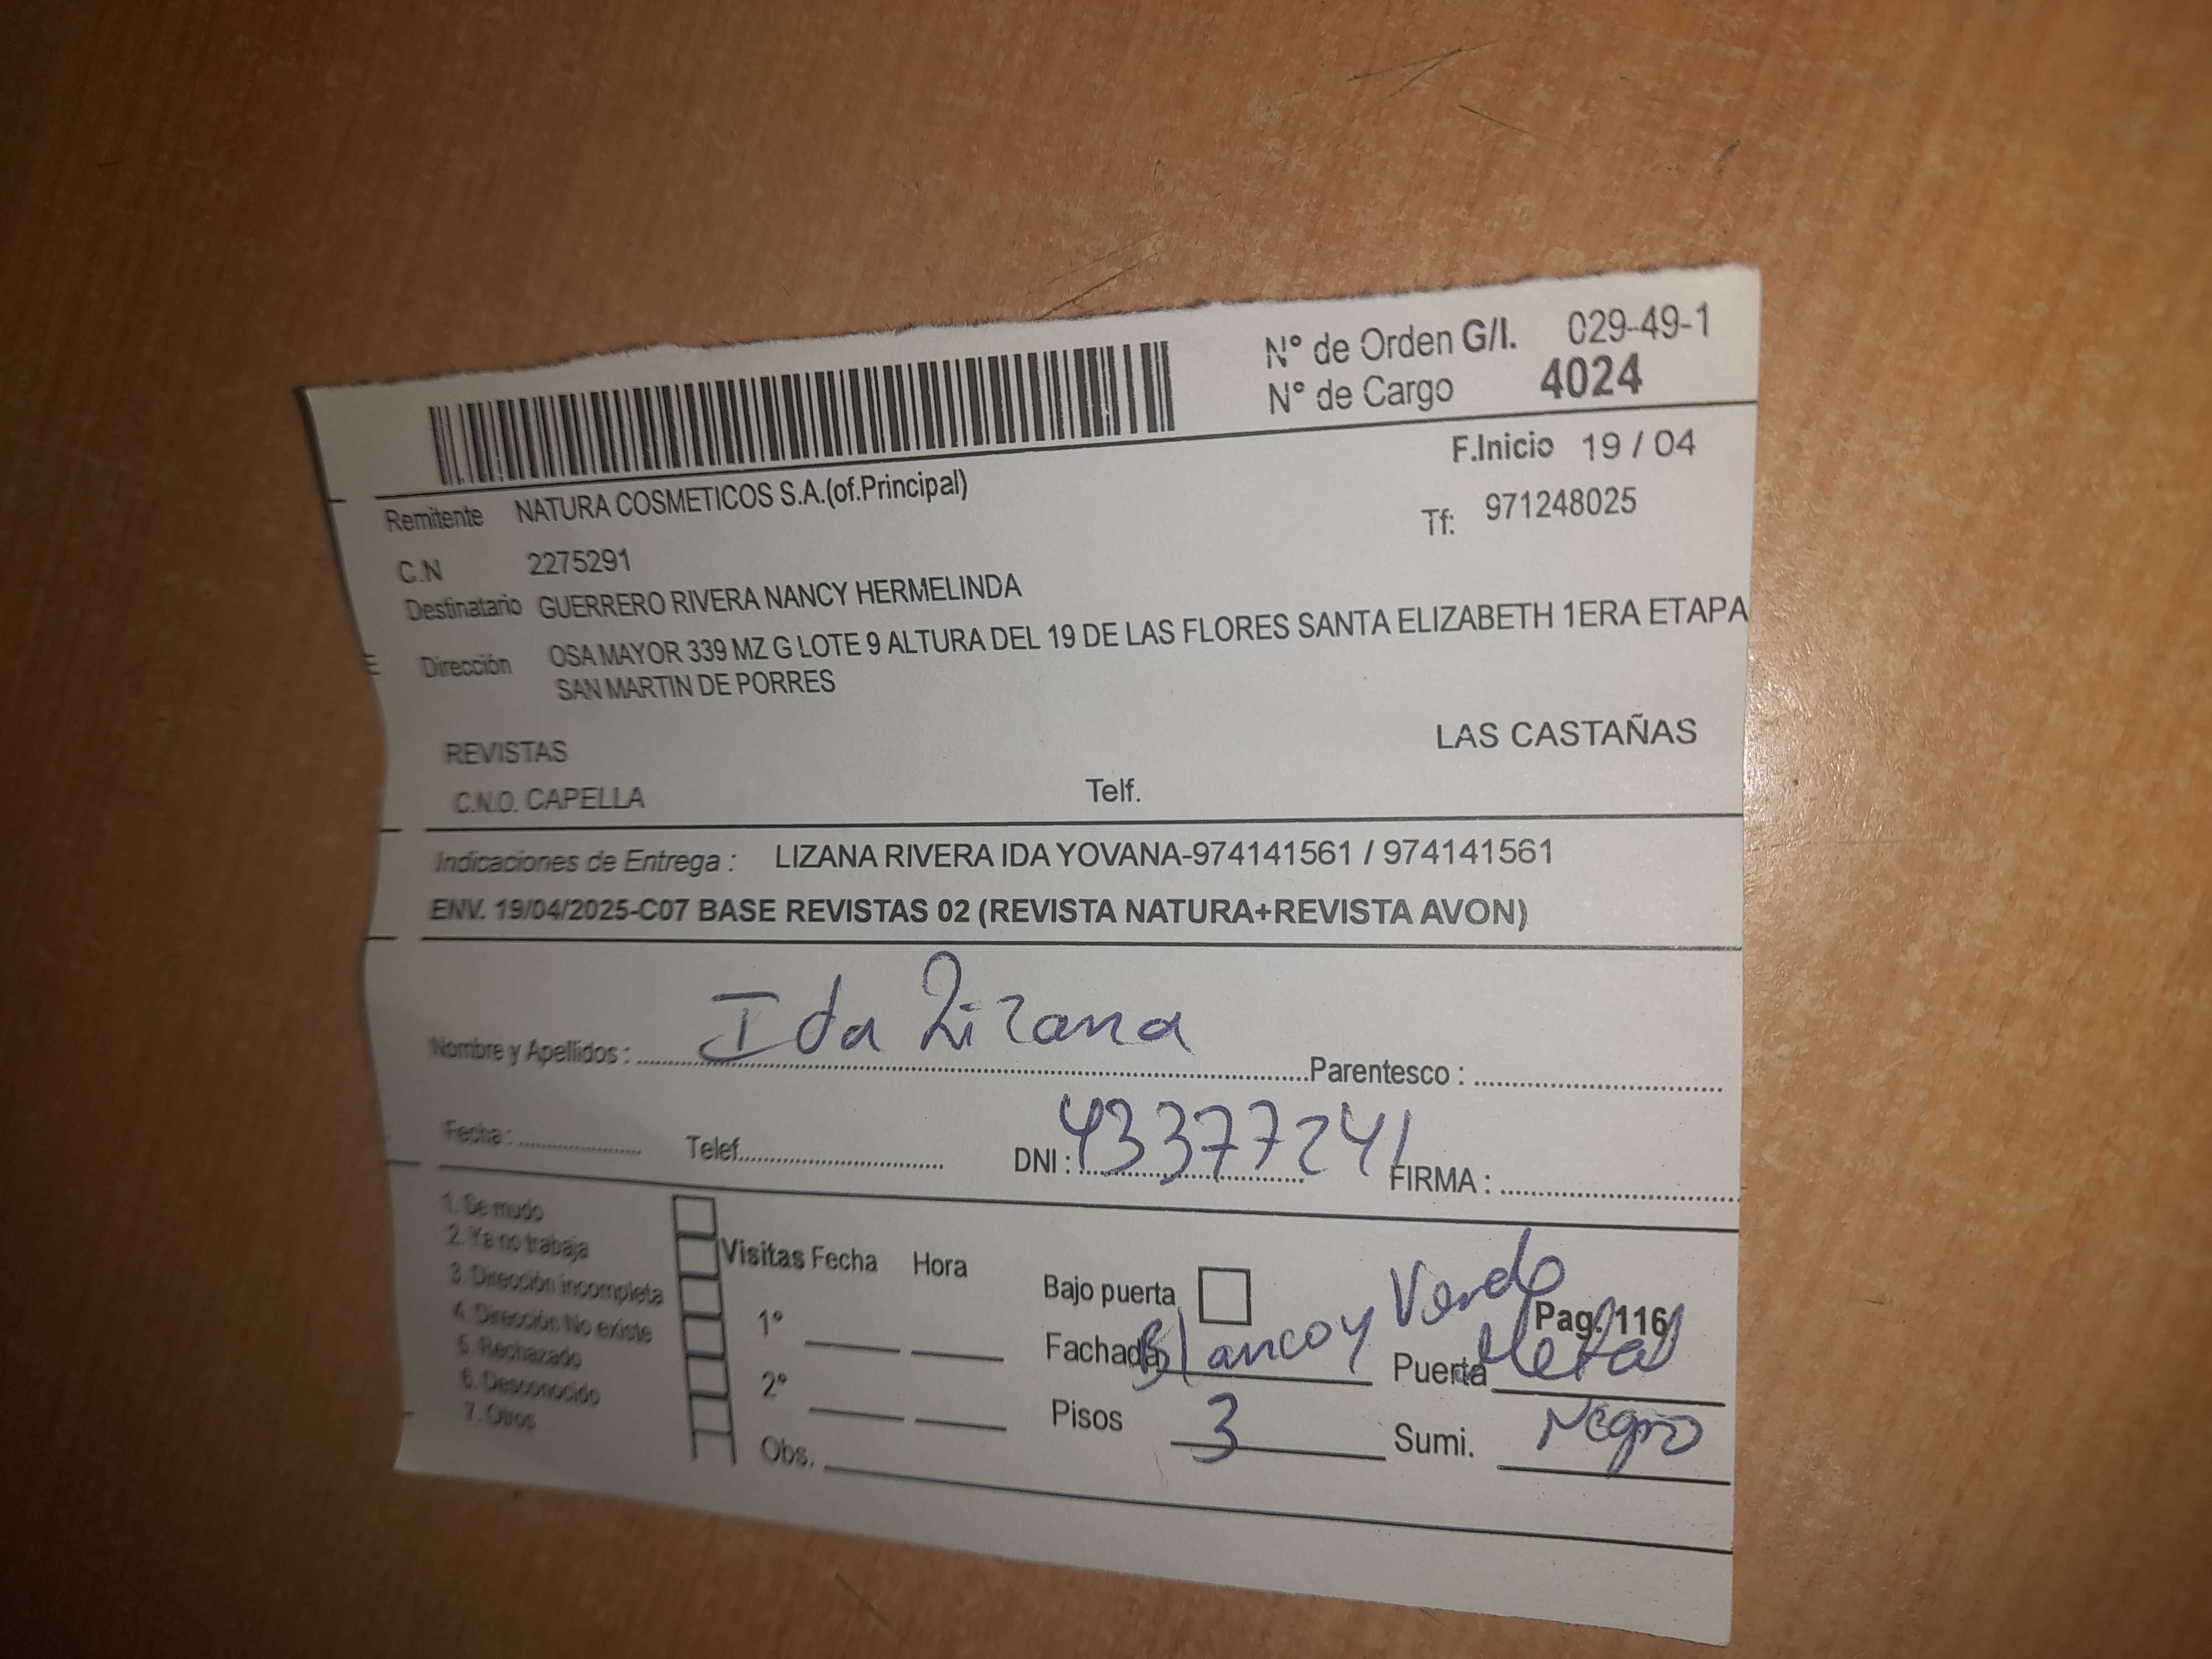 N° de Orden G/I. 029-49-1
N° de Cargo 4024
F.Inicio 19 / 04
Remitente NATURA COSMETICOS S.A.(of.Principal)
Tf: 971248025
C.N 2275291
Destinatario GUERRERO RIVERA NANCY HERMELINDA
E Dirección OSA MAYOR 339 MZ G LOTE 9 ALTURA DEL 19 DE LAS FLORES SANTA ELIZABETH 1ERA ETAPA
SAN MARTIN DE PORRES
REVISTAS LAS CASTAÑAS
C.N.O. CAPELLA Telf.
Indicaciones de Entrega : LIZANA RIVERA IDA YOVANA-974141561 / 974141561
ENV. 19/04/2025-C07 BASE REVISTAS 02 (REVISTA NATURA+REVISTA AVON)
Nombre y Apellidos : Ida Lizana Parentesco :
Fecha : Telef. DNI : 43377241 FIRMA :
1. Se mudo
2. Ya no trabaja
3. Dirección incompleta
4. Dirección No existe
5. Rechazado
6. Desconocido
7. Otros
Visitas Fecha Hora
1°
2°
Obs.
Bajo puerta
Pag. 116
Fachada Blanco y Verde Puerta Metal
Pisos 3 Sumi. Negro